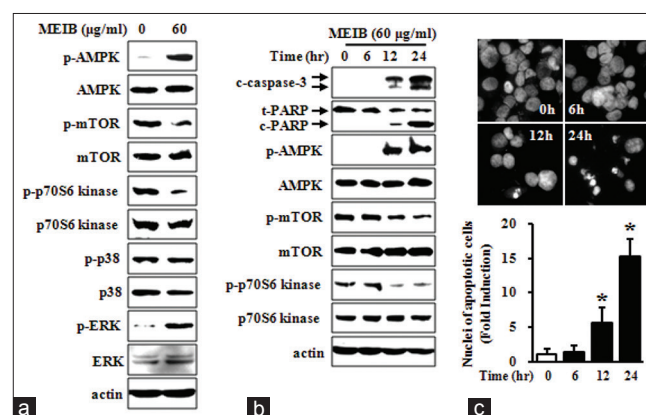 MEIB (µg/ml)
0 60
p-AMPK
AMPK
p-mTOR
mTOR
p-p70S6 kinase
p70S6 kinase
p-p38
p38
p-ERK
ERK
actin
a
MEIB (60 µg/ml)
Time (hr) 0 6 12 24
c-caspase-3
t-PARP
c-PARP
p-AMPK
AMPK
p-mTOR
mTOR
p-p70S6 kinase
p70S6 kinase
actin
b
0h
6h
12h
24h
Nuclei of apoptotic cells
(Fold Induction)
20
15
10
5
0
*
*
Time (hr) 0 6 12 24
c